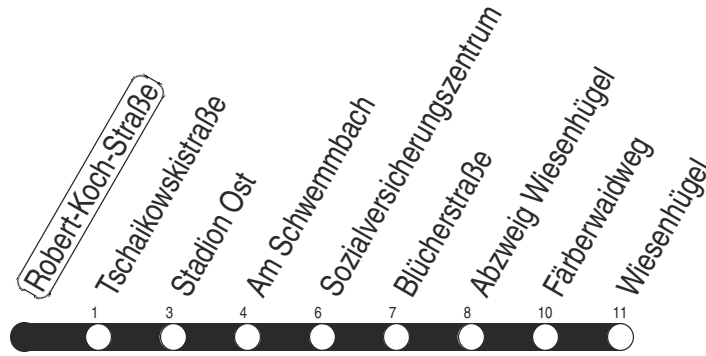 Robert-Koch-Straße
Tschaikowskistraße
Stadion Ost
Am Schwemmbach
Sozialversicherungszentrum
Blücherstraße
Abzweig Wiesenhügel
Färberwaidweg
Wiesenhügel
1 3 4 6 7 8 10 11